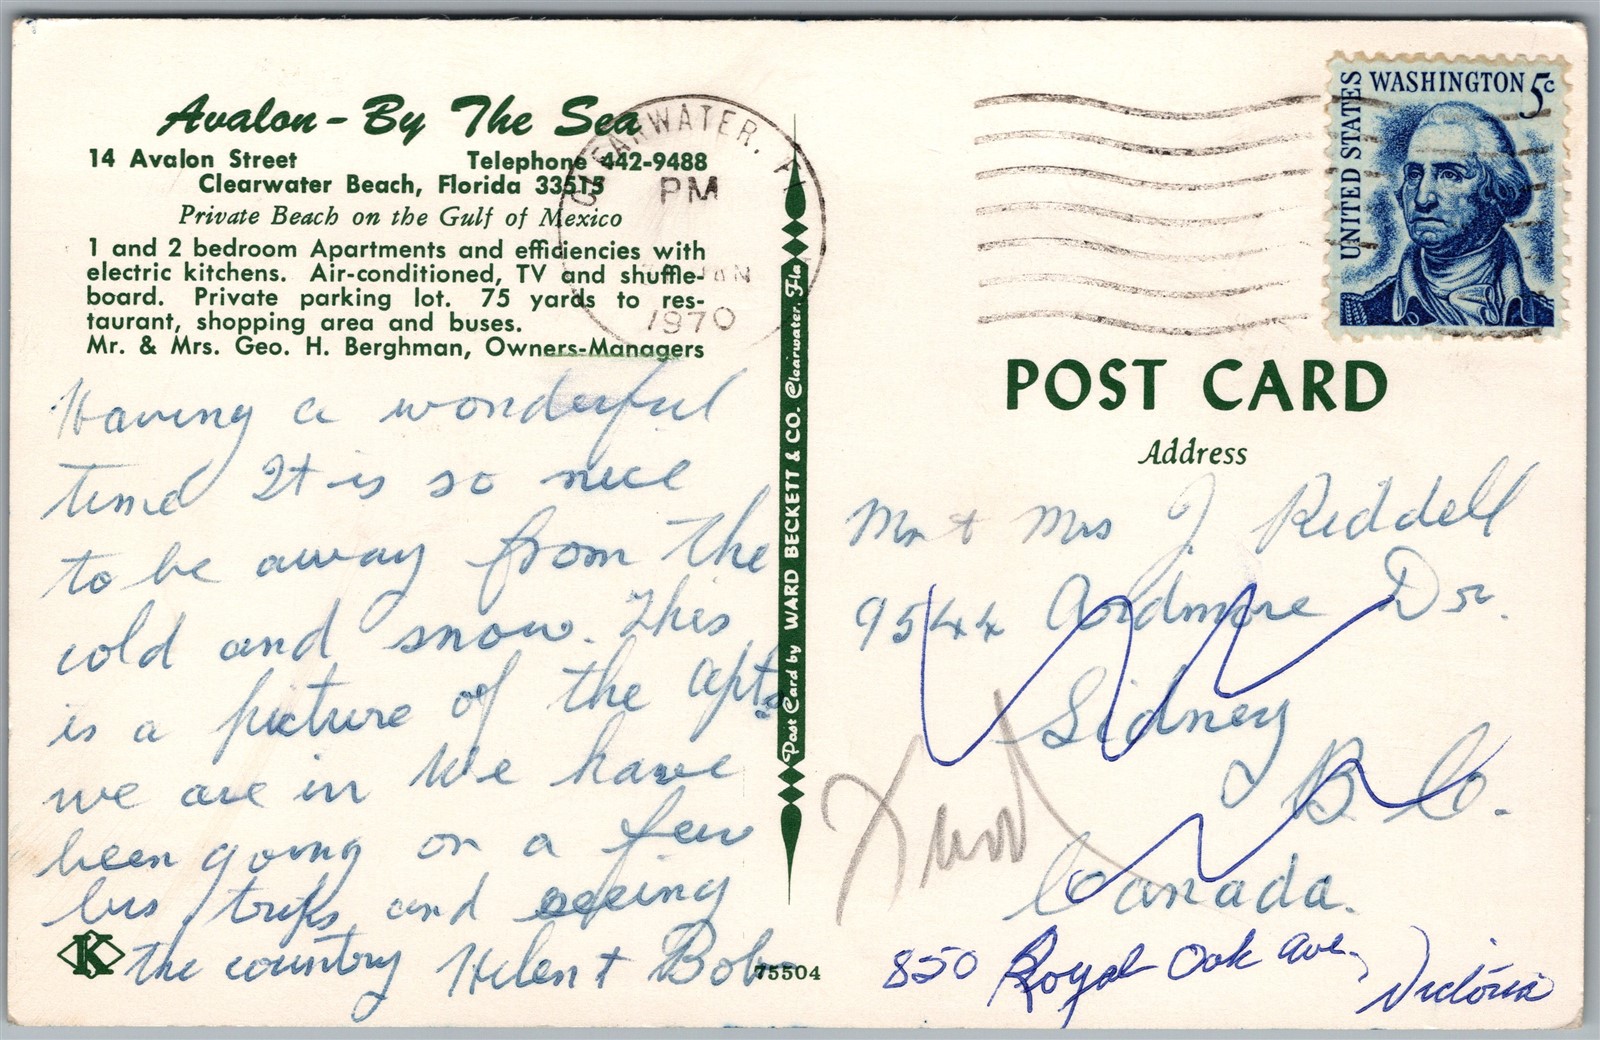 Avalon - By The Sea
14 Avalon Street Telephone 442-9488
Clearwater Beach, Florida 33515
Private Beach on the Gulf of Mexico
1 and 2 bedroom Apartments and efficiencies with
electric kitchens. Air-conditioned, TV and shuffle-
board. Private parking lot. 75 yards to res-
taurant, shopping area and buses.
Mr. & Mrs. Geo. H. Berghman, Owners-Managers
Having a wonderful
time It is so nice
to be away from the
cold and snow. This
is a picture of the apts
we are in We have
been going on a few
bus trips and seeing
the country Helen + Bob
K
75504
CLEARWATER,
PM
JAN
1970
Post Card by WARD BECKETT & CO. Clearwater, Fla
UNITED STATES
WASHINGTON 5c
POST CARD
Address
Mr + Mrs J. Riddell
9544 Ardmore Dr.
Sidney
B. C.
Canada.
850 Royal Oak Ave.,
Victoria